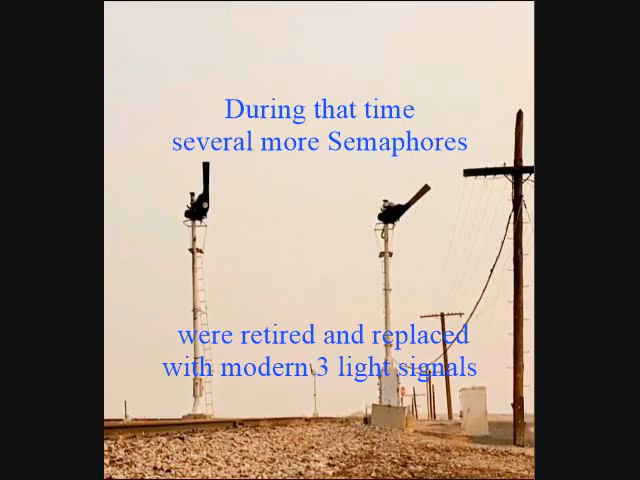 During that time
several more Semaphores
were retired and replaced
with modern 3 light signals